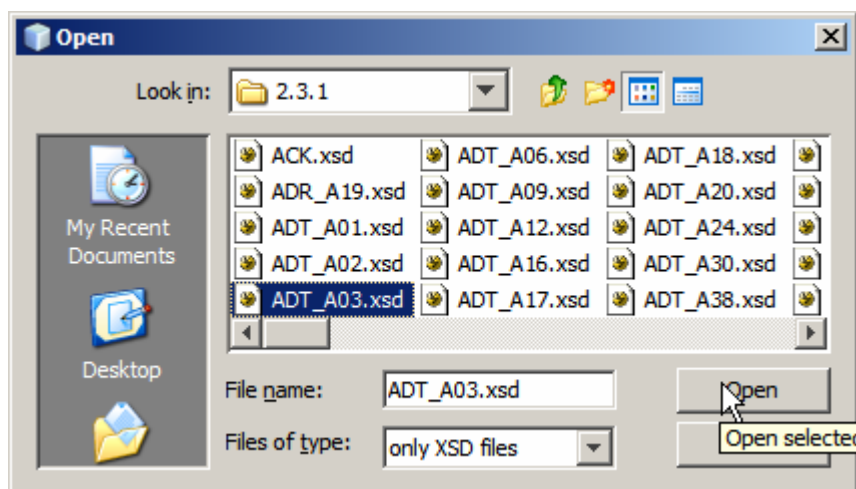 Open
Look in: 2.3.1
My Recent
Documents
Desktop
ACK.xsd ADT_A06.xsd ADT_A18.xsd
ADR_A19.xsd ADT_A09.xsd ADT_A20.xsd
ADT_A01.xsd ADT_A12.xsd ADT_A24.xsd
ADT_A02.xsd ADT_A16.xsd ADT_A30.xsd
ADT_A03.xsd ADT_A17.xsd ADT_A38.xsd
File name: ADT_A03.xsd Open
Files of type: only XSD files Open selected